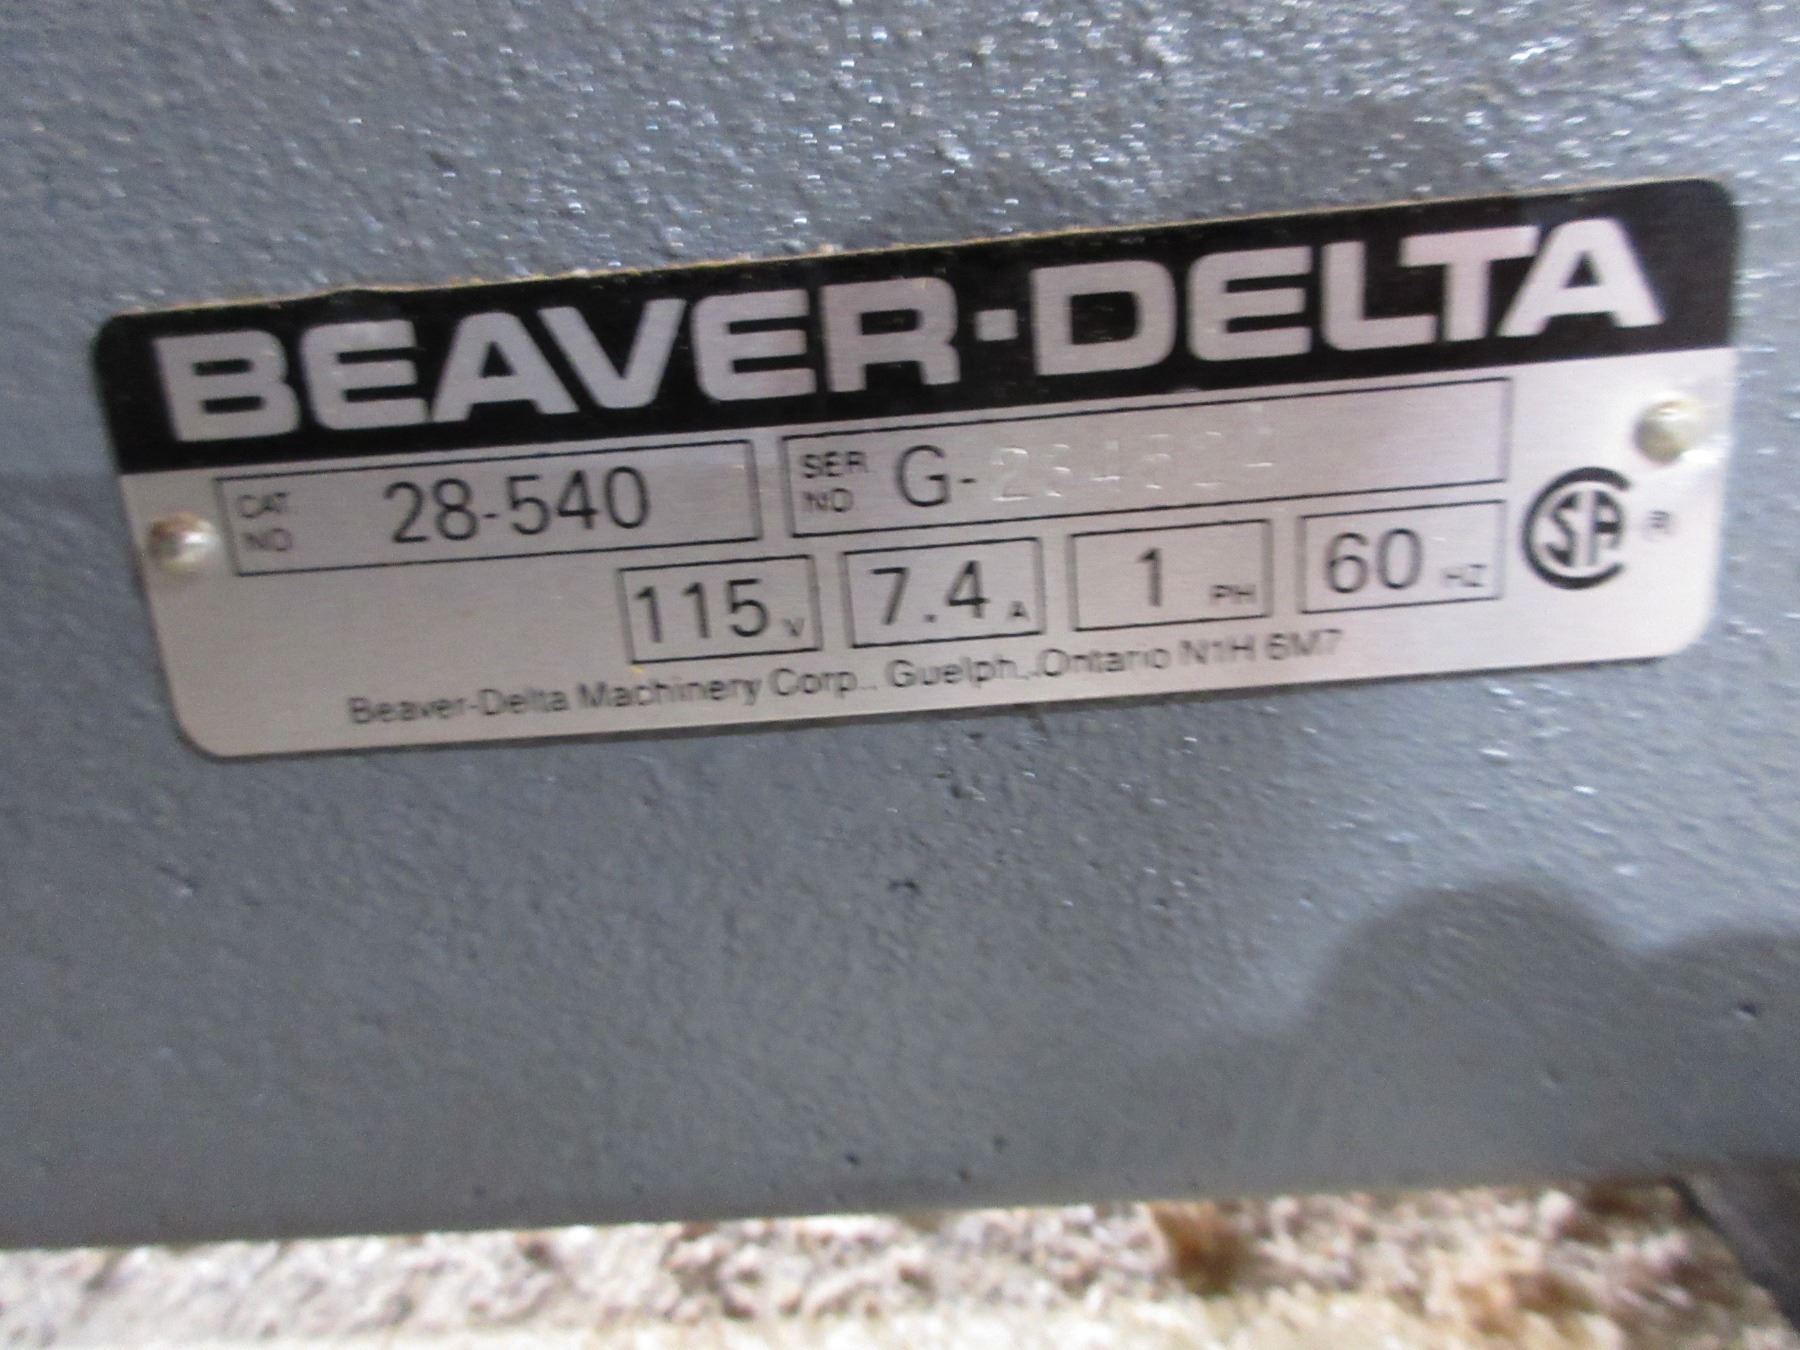 BEAVER-DELTA
CAT. NO 28-540 SER. NO G-
115 V 7.4 A 1 PH 60 HZ CSA ®
Beaver-Delta Machinery Corp., Guelph, Ontario N1H 6M7